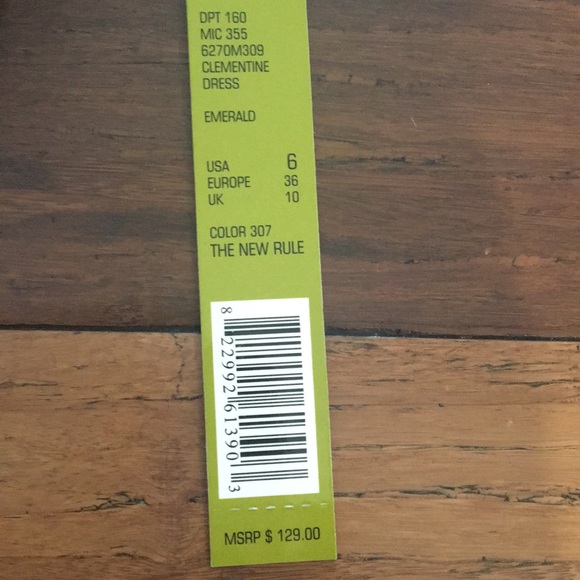 DPT 160
MIC 355
6270M309
CLEMENTINE
DRESS
EMERALD
USA 6
EUROPE 36
UK 10
COLOR 307
THE NEW RULE
8 22992 61390 3
MSRP $ 129.00